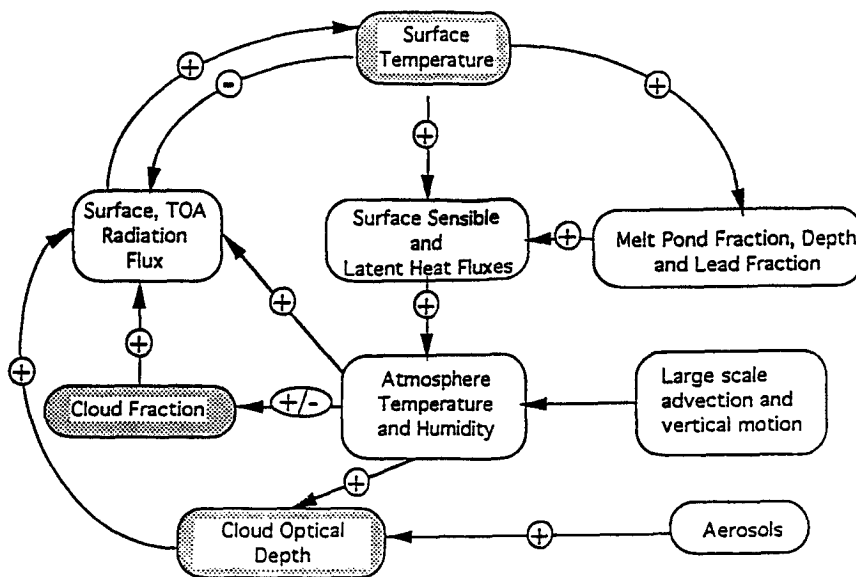 Surface
Temperature
+
−
+
+
Surface, TOA
Radiation
Flux
Surface Sensible
and
Latent Heat Fluxes
+
Melt Pond Fraction, Depth
and Lead Fraction
+
+
+
+
Cloud Fraction
+/-
Atmosphere
Temperature
and Humidity
Large scale
advection and
vertical motion
+
Cloud Optical
Depth
+
Aerosols